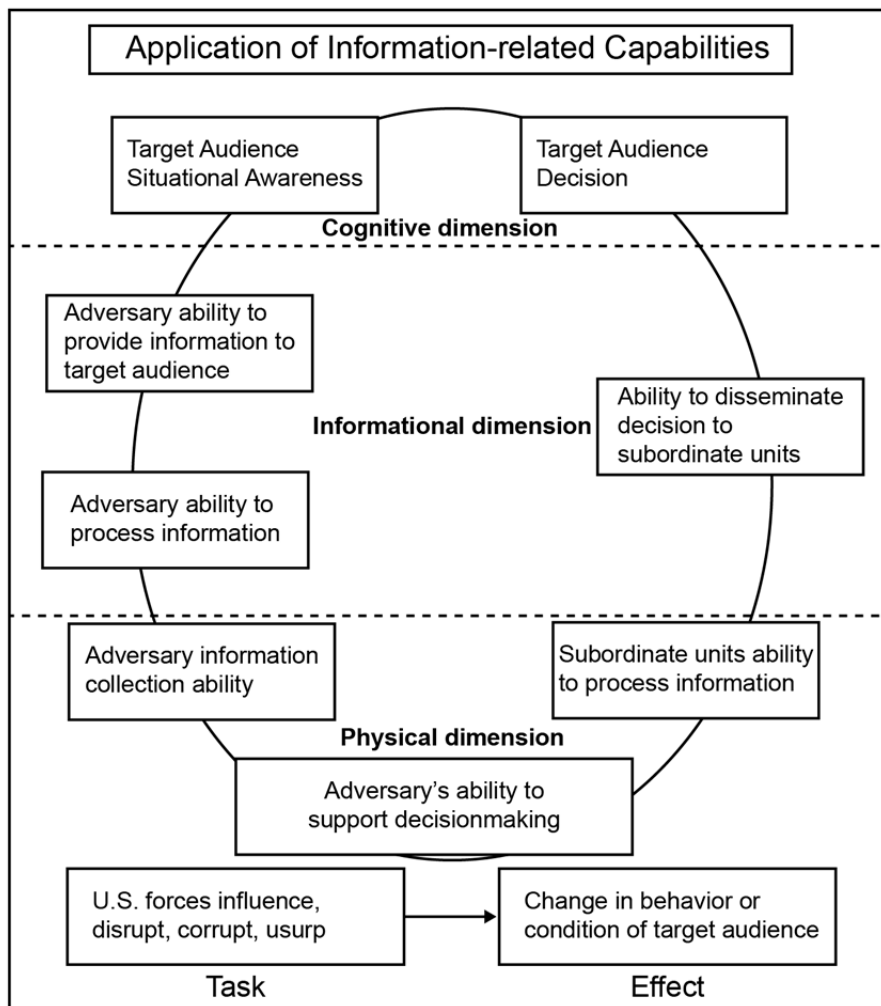 Application of Information-related Capabilities
Target Audience
Situational Awareness
Target Audience
Decision
Cognitive dimension
Adversary ability to
provide information to
target audience
Informational dimension
Ability to disseminate
decision to
subordinate units
Adversary ability to
process information
Adversary information
collection ability
Subordinate units ability
to process information
Physical dimension
Adversary’s ability to
support decisionmaking
U.S. forces influence,
disrupt, corrupt, usurp
Change in behavior or
condition of target audience
Task
Effect